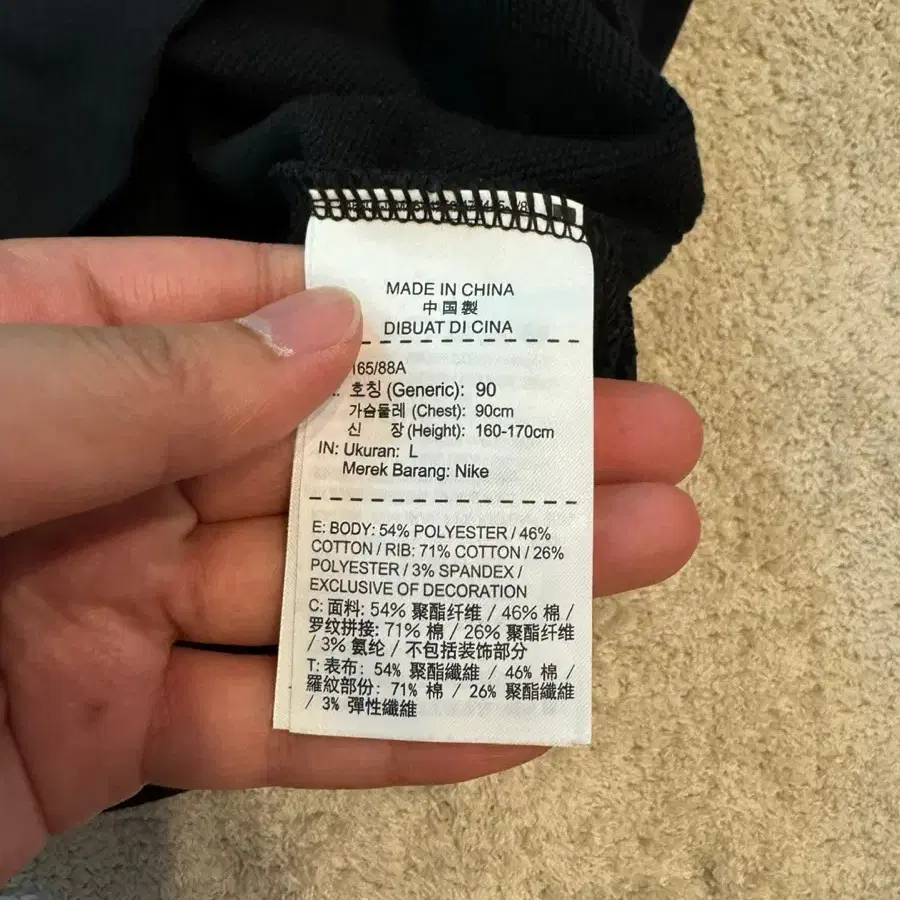 MADE IN CHINA
中国製
DIBUAT DI CINA
165/88A
호칭 (Generic): 90
가슴둘레 (Chest): 90cm
신 장 (Height): 160-170cm
IN: Ukuran: L
Merek Barang: Nike
E: BODY: 54% POLYESTER / 46%
COTTON / RIB: 71% COTTON / 26%
POLYESTER / 3% SPANDEX /
EXCLUSIVE OF DECORATION
C: 面料: 54% 聚酯纤维 / 46% 棉 /
罗纹拼接: 71% 棉 / 26% 聚酯纤维
/ 3% 氨纶 / 不包括装饰部分
T: 表布: 54% 聚酯纖維 / 46% 棉 /
羅紋部份: 71% 棉 / 26% 聚酯纖維
/ 3% 彈性纖維